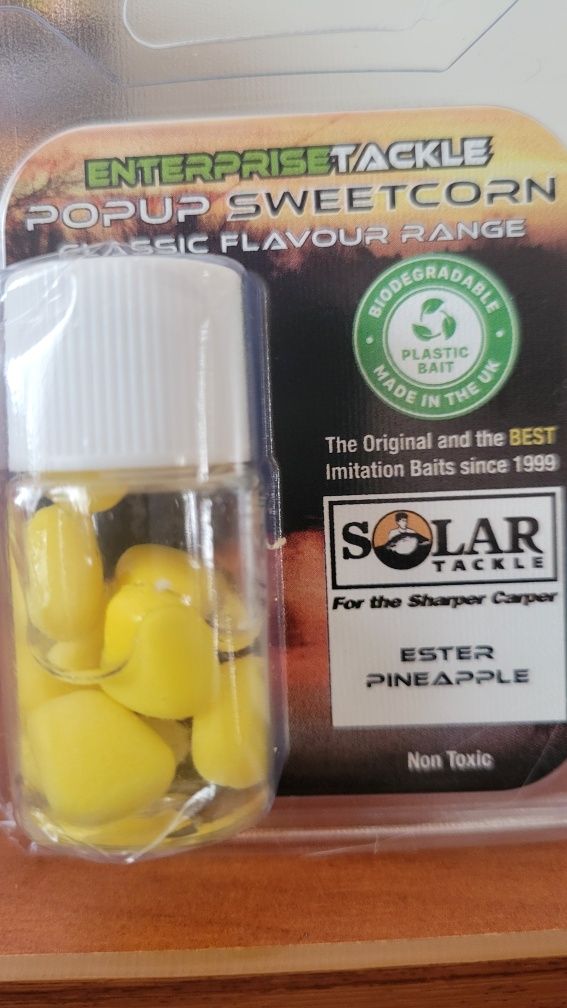 ENTERPRISETACKLE
POPUP SWEETCORN
CLASSIC FLAVOUR RANGE
BIODEGRADABLE
PLASTIC
BAIT
MADE IN THE UK
The Original and the BEST
Imitation Baits since 1999
SOLAR
TACKLE
For the Sharper Carper
ESTER
PINEAPPLE
Non Toxic